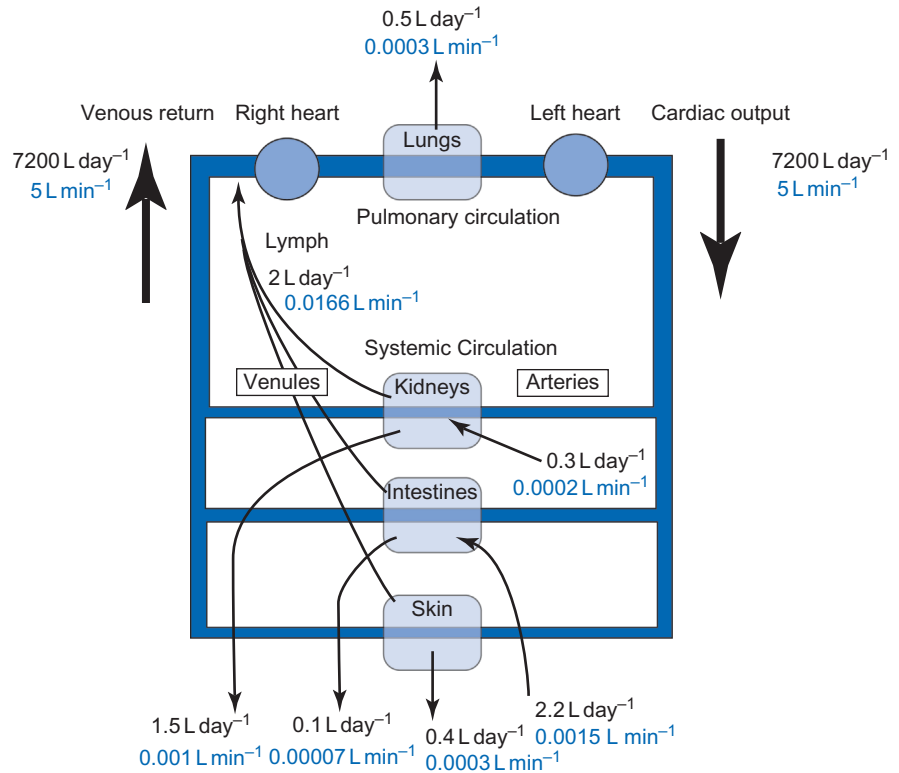 0.5 L day⁻¹
0.0003 L min⁻¹
Venous return
Right heart
Left heart
Cardiac output
Lungs
7200 L day⁻¹
5 L min⁻¹
7200 L day⁻¹
5 L min⁻¹
Pulmonary circulation
Lymph
2 L day⁻¹
0.0166 L min⁻¹
Systemic Circulation
Venules
Kidneys
Arteries
0.3 L day⁻¹
0.0002 L min⁻¹
Intestines
Skin
1.5 L day⁻¹
0.001 L min⁻¹
0.1 L day⁻¹
0.00007 L min⁻¹
0.4 L day⁻¹
0.0003 L min⁻¹
2.2 L day⁻¹
0.0015 L min⁻¹